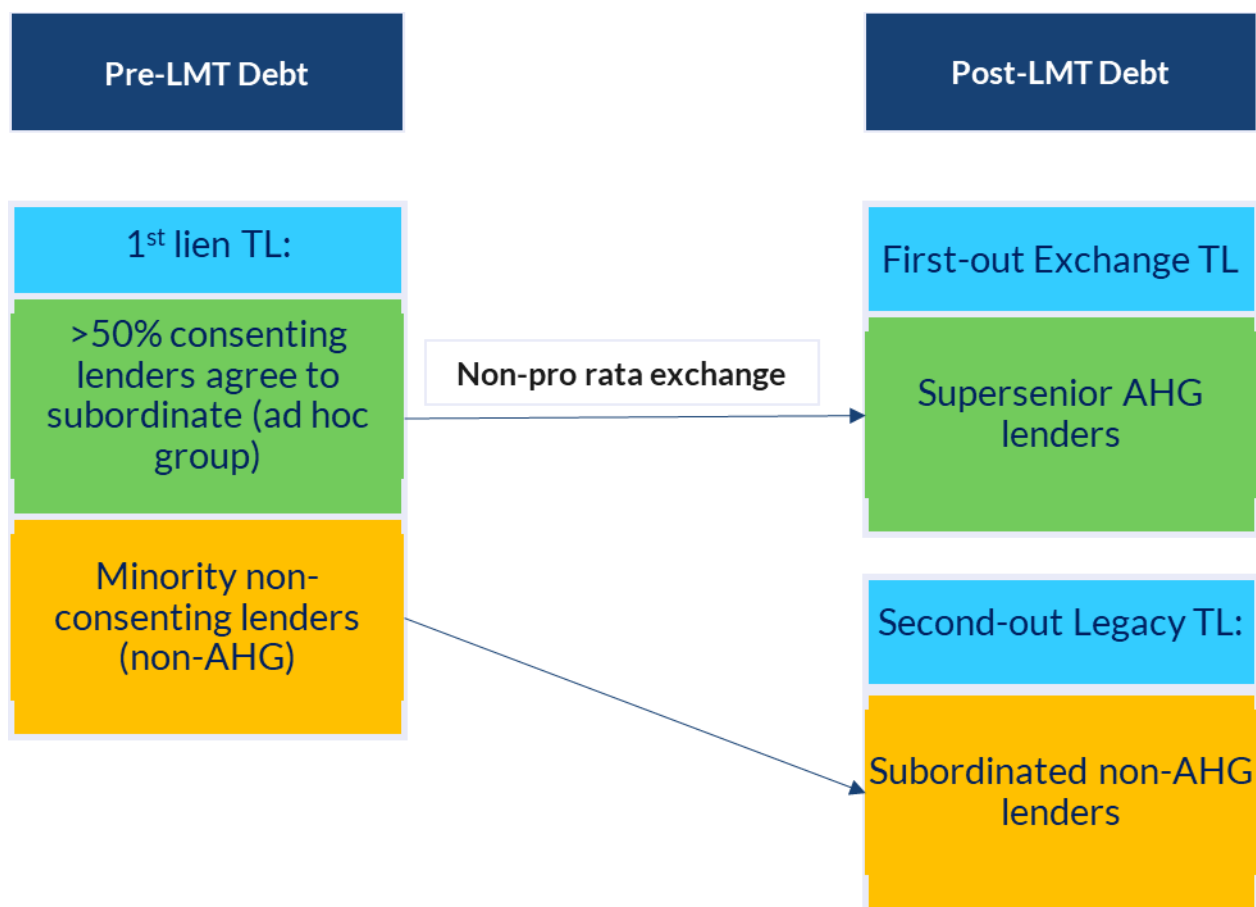 Pre-LMT Debt
Post-LMT Debt
1st lien TL:
>50% consenting
lenders agree to
subordinate (ad hoc
group)
Minority non-
consenting lenders
(non-AHG)
Non-pro rata exchange
First-out Exchange TL
Supersenior AHG
lenders
Second-out Legacy TL:
Subordinated non-AHG
lenders